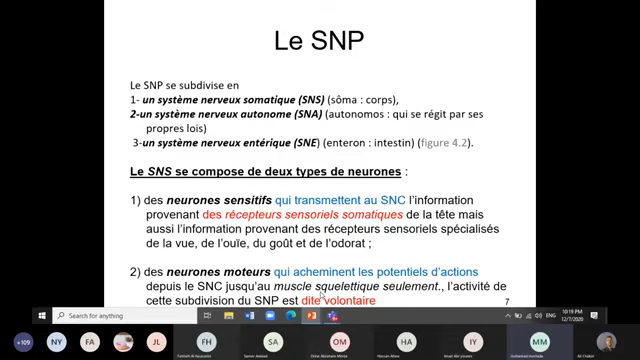 Le SNP
Le SNP se subdivise en
1- un système nerveux somatique (SNS) (sôma : corps),
2-un système nerveux autonome (SNA) (autonomos : qui se régit par ses
propres lois)
3-un système nerveux entérique (SNE) (enteron : intestin) (figure 4.2).
Le SNS se compose de deux types de neurones :
1) des neurones sensitifs qui transmettent au SNC l'information
provenant des récepteurs sensoriels somatiques de la tête mais
aussi l'information provenant des récepteurs sensoriels spécialisés
de la vue, de l'ouïe, du goût et de l'odorat ;
2) des neurones moteurs qui acheminent les potentiels d'actions
depuis le SNC jusqu'au muscle squelettique seulement., l'activité de
cette subdivision du SNP est dite volontaire
7
Search for anything
10:19 PM
12/7/2020
+109
NY
FA
JL
FH
SA
OM
HA
IY
MM
Ali Chaker